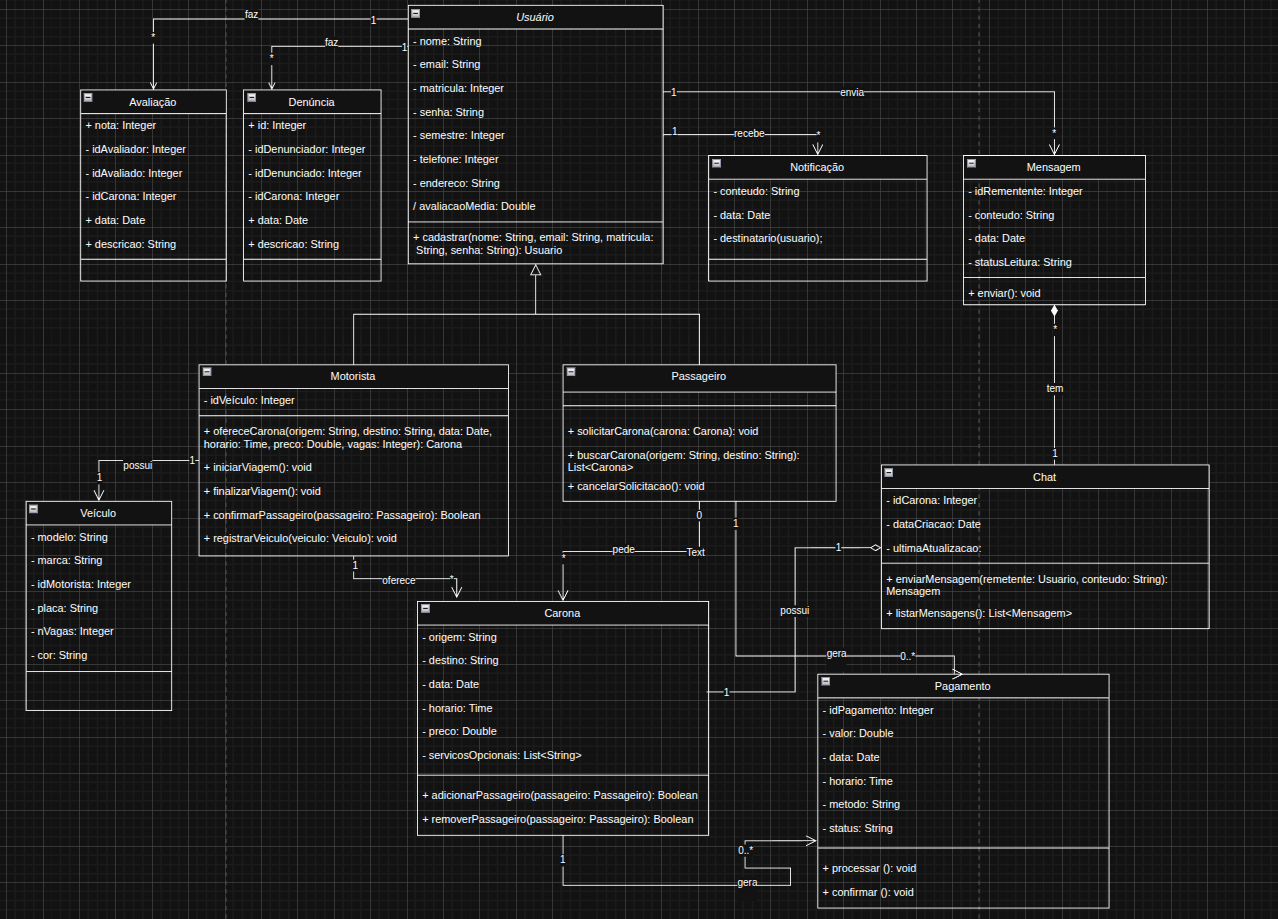 faz
1
*
faz
1
*
Usuário
- nome: String
- email: String
- matricula: Integer
- senha: String
- semestre: Integer
- telefone: Integer
- endereco: String
/ avaliacaoMedia: Double
+ cadastrar(nome: String, email: String, matricula:
String, senha: String): Usuario
Avaliação
+ nota: Integer
- idAvaliador: Integer
- idAvaliado: Integer
- idCarona: Integer
+ data: Date
+ descricao: String
Denúncia
+ id: Integer
- idDenunciador: Integer
- idDenunciado: Integer
- idCarona: Integer
+ data: Date
+ descricao: String
1
envia
*
1
recebe
*
Notificação
- conteudo: String
- data: Date
- destinatario(usuario);
Mensagem
- idRementente: Integer
- conteudo: String
- data: Date
- statusLeitura: String
+ enviar(): void
*
tem
1
Motorista
- idVeículo: Integer
+ ofereceCarona(origem: String, destino: String, data: Date,
horario: Time, preco: Double, vagas: Integer): Carona
+ iniciarViagem(): void
+ finalizarViagem(): void
+ confirmarPassageiro(passageiro: Passageiro): Boolean
+ registrarVeiculo(veiculo: Veiculo): void
Passageiro
+ solicitarCarona(carona: Carona): void
+ buscarCarona(origem: String, destino: String):
List<Carona>
+ cancelarSolicitacao(): void
1
possui
1
Veículo
- modelo: String
- marca: String
- idMotorista: Integer
- placa: String
- nVagas: Integer
- cor: String
Chat
- idCarona: Integer
- dataCriacao: Date
- ultimaAtualizacao:
+ enviarMensagem(remetente: Usuario, conteudo: String):
Mensagem
+ listarMensagens(): List<Mensagem>
1
oferece
*
0
Text
pede
*
1
gera
0..*
1
possui
1
Carona
- origem: String
- destino: String
- data: Date
- horario: Time
- preco: Double
- servicosOpcionais: List<String>
+ adicionarPassageiro(passageiro: Passageiro): Boolean
+ removerPassageiro(passageiro: Passageiro): Boolean
Pagamento
- idPagamento: Integer
- valor: Double
- data: Date
- horario: Time
- metodo: String
- status: String
+ processar (): void
+ confirmar (): void
1
gera
0..*